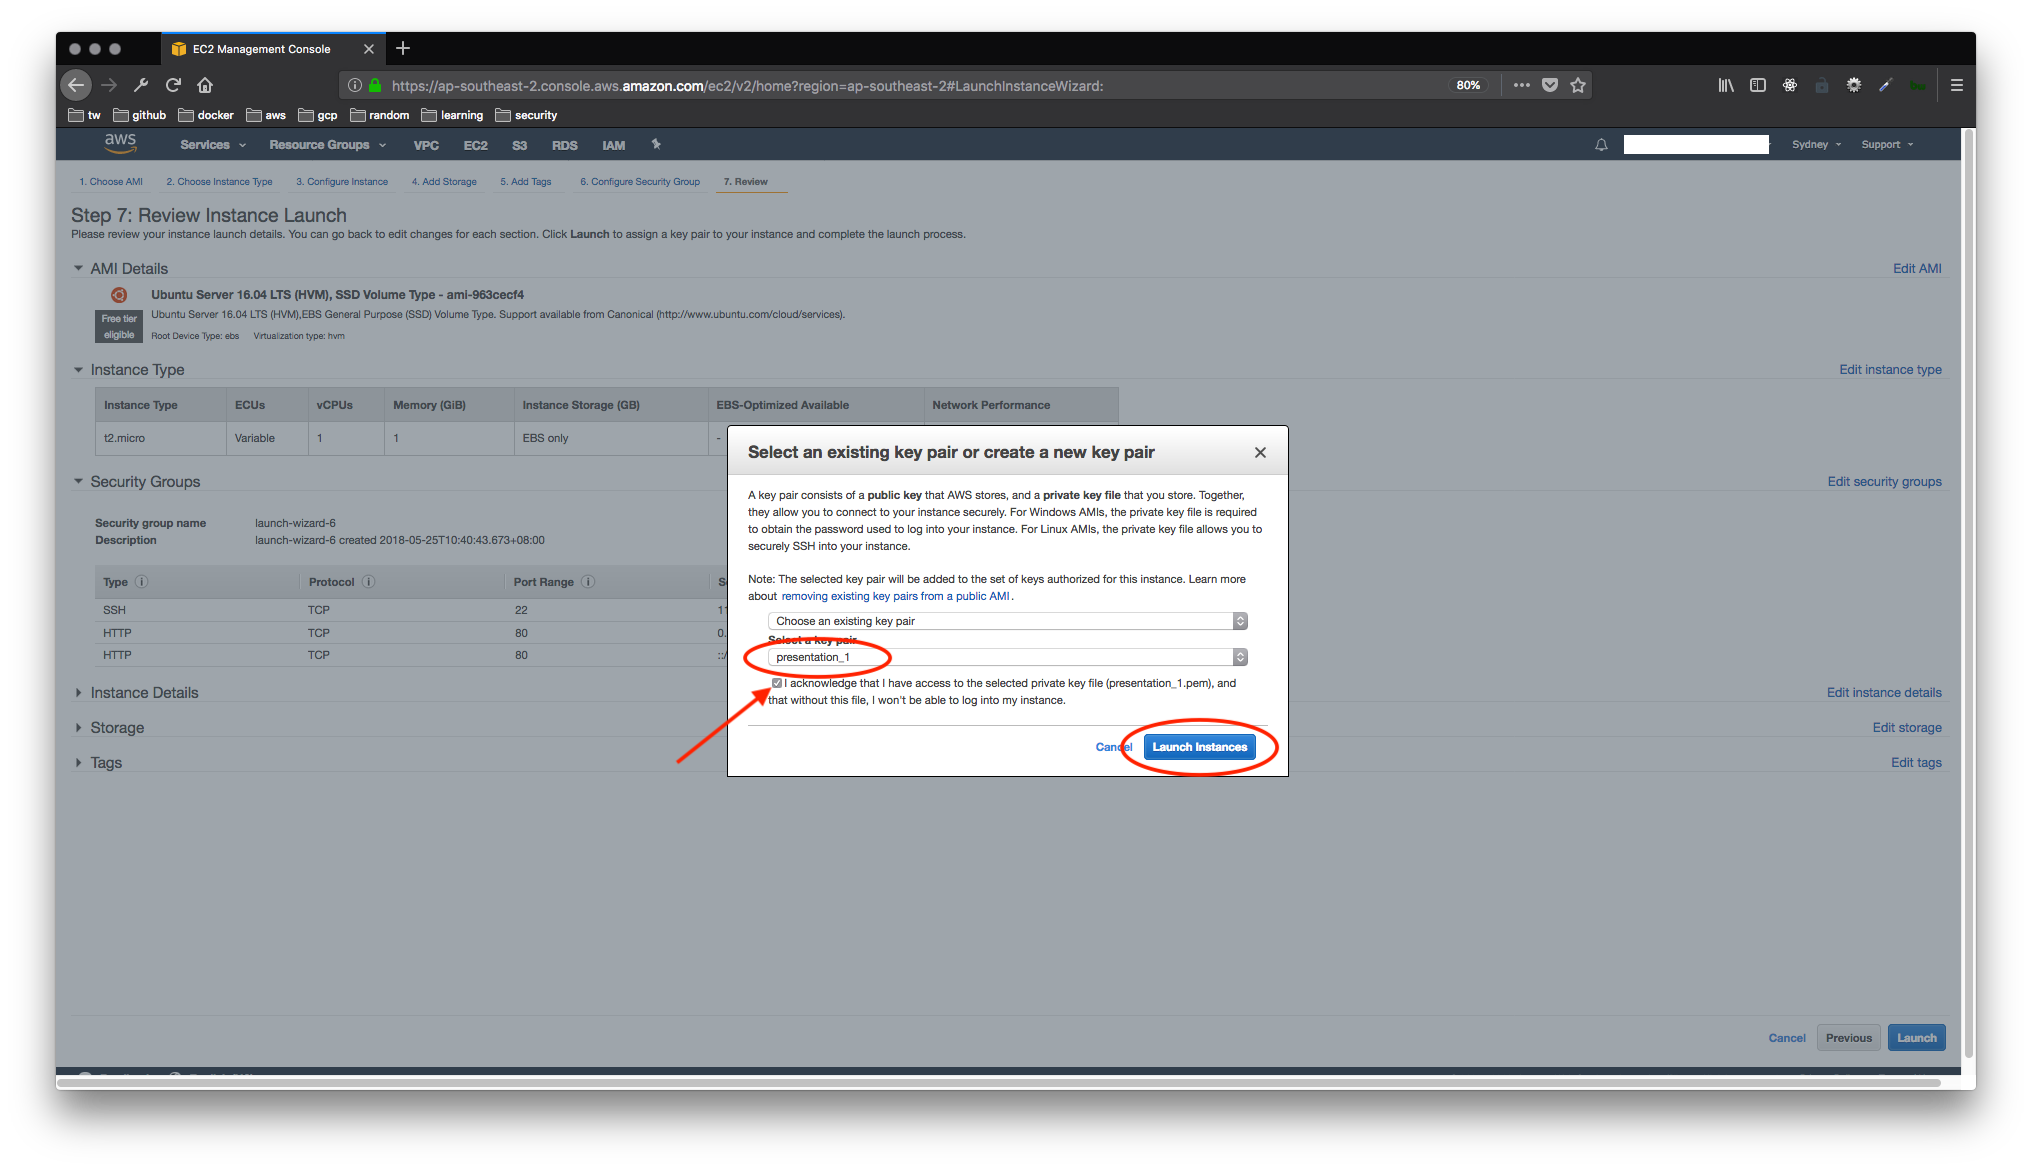 EC2 Management Console
https://ap-southeast-2.console.aws.amazon.com/ec2/v2/home?region=ap-southeast-2#LaunchInstanceWizard:
80%
tw github docker aws gcp random learning security
aws Services Resource Groups VPC EC2 S3 RDS IAM Sydney Support
1. Choose AMI 2. Choose Instance Type 3. Configure Instance 4. Add Storage 5. Add Tags 6. Configure Security Group 7. Review
Step 7: Review Instance Launch
Please review your instance launch details. You can go back to edit changes for each section. Click Launch to assign a key pair to your instance and complete the launch process.
AMI Details Edit AMI
Ubuntu Server 16.04 LTS (HVM), SSD Volume Type - ami-963cecf4
Free tier eligible
Ubuntu Server 16.04 LTS (HVM),EBS General Purpose (SSD) Volume Type. Support available from Canonical (http://www.ubuntu.com/cloud/services).
Root Device Type: ebs Virtualization type: hvm
Instance Type Edit instance type
Instance Type ECUs vCPUs Memory (GiB) Instance Storage (GB) EBS-Optimized Available Network Performance
t2.micro Variable 1 1 EBS only -
Security Groups Edit security groups
Security group name launch-wizard-6
Description launch-wizard-6 created 2018-05-25T10:40:43.673+08:00
Type Protocol Port Range
SSH TCP 22
HTTP TCP 80
HTTP TCP 80
Instance Details Edit instance details
Storage Edit storage
Tags Edit tags
Select an existing key pair or create a new key pair
A key pair consists of a public key that AWS stores, and a private key file that you store. Together,
they allow you to connect to your instance securely. For Windows AMIs, the private key file is required
to obtain the password used to log into your instance. For Linux AMIs, the private key file allows you to
securely SSH into your instance.
Note: The selected key pair will be added to the set of keys authorized for this instance. Learn more
about removing existing key pairs from a public AMI.
Choose an existing key pair
Select a key pair
presentation_1
I acknowledge that I have access to the selected private key file (presentation_1.pem), and
that without this file, I won't be able to log into my instance.
Cancel Launch Instances
Cancel Previous Launch